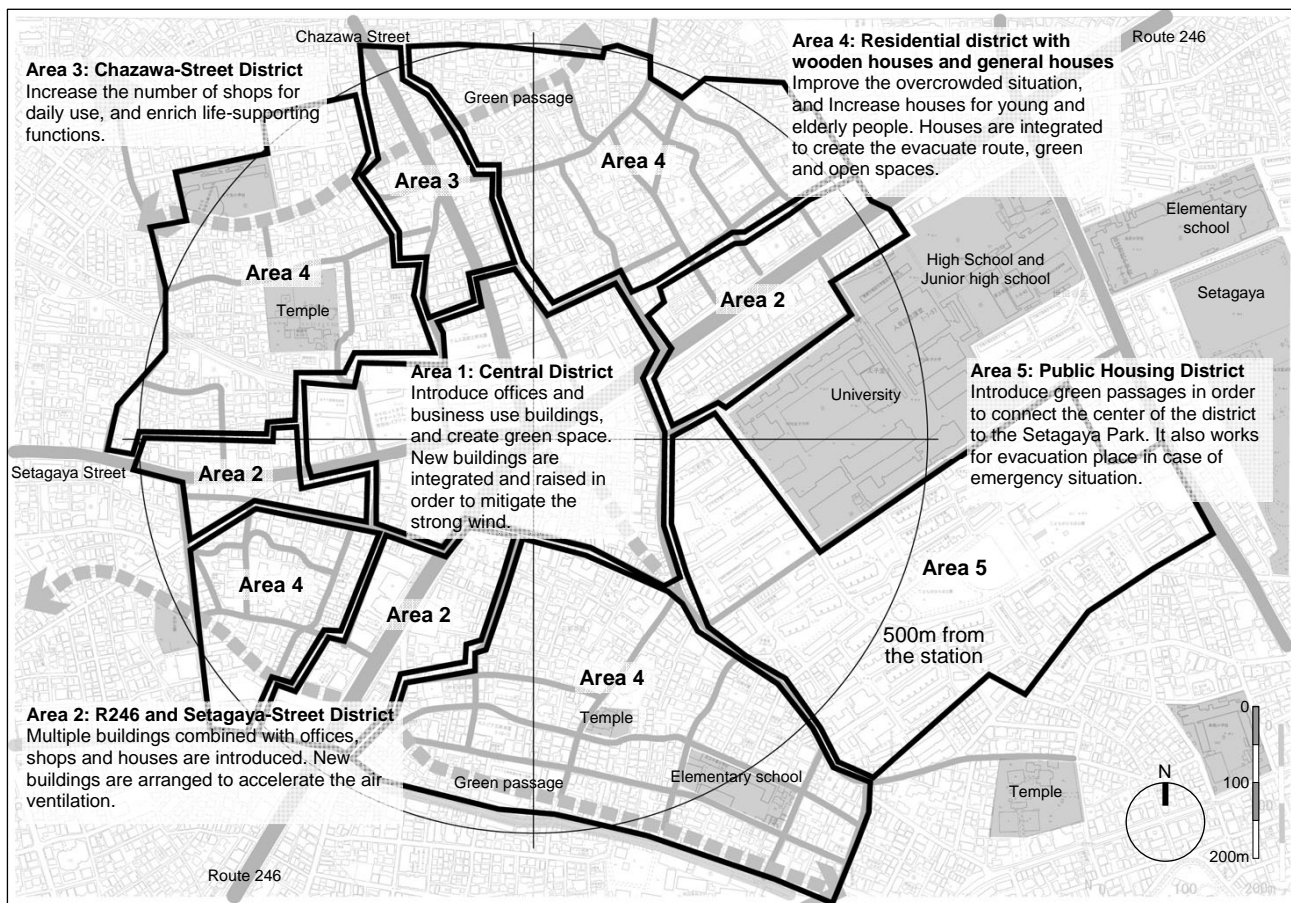 Chazawa Street
Route 246
Area 3: Chazawa-Street District
Increase the number of shops for
daily use, and enrich life-supporting
functions.
Area 4: Residential district with
wooden houses and general houses
Improve the overcrowded situation,
and Increase houses for young and
elderly people. Houses are integrated
to create the evacuate route, green
and open spaces.
Green passage
Area 4
Area 3
Elementary
school
Area 4
High School and
Junior high school
Area 2
Setagaya
Temple
Area 1: Central District
Introduce offices and
business use buildings,
and create green space.
New buildings are
integrated and raised in
order to mitigate the
strong wind.
Area 5: Public Housing District
Introduce green passages in order
to connect the center of the district
to the Setagaya Park. It also works
for evacuation place in case of
emergency situation.
University
Setagaya Street
Area 2
Area 4
Area 5
Area 2
500m from
the station
Area 4
Temple
Area 2: R246 and Setagaya-Street District
Multiple buildings combined with offices,
shops and houses are introduced. New
buildings are arranged to accelerate the air
ventilation.
Green passage
Elementary school
Temple
N
0
100
200m
Route 246
N 0 100 200m